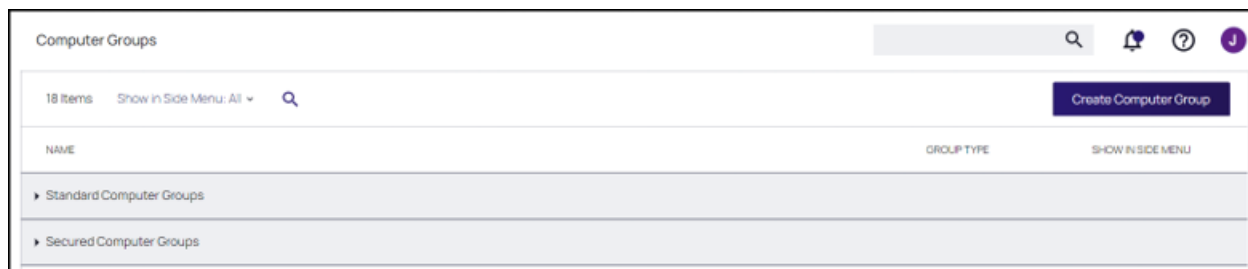 Computer Groups
J
18 Items Show in Side Menu: All
Create Computer Group
NAME GROUP TYPE SHOW IN SIDE MENU
Standard Computer Groups
Secured Computer Groups